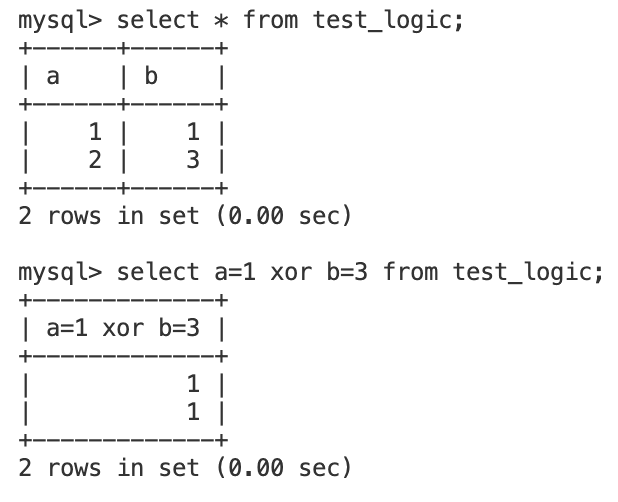 mysql> select * from test_logic;
+------+------+
| a    | b    |
+------+------+
|    1 |    1 |
|    2 |    3 |
+------+------+
2 rows in set (0.00 sec)
mysql> select a=1 xor b=3 from test_logic;
+-------------+
| a=1 xor b=3 |
+-------------+
|           1 |
|           1 |
+-------------+
2 rows in set (0.00 sec)